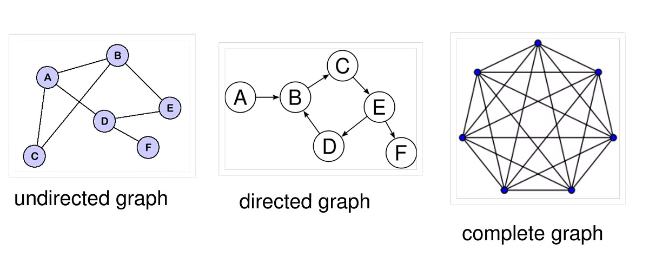 A
B
C
D
E
F
undirected graph
A
B
C
D
E
F
directed graph
complete graph